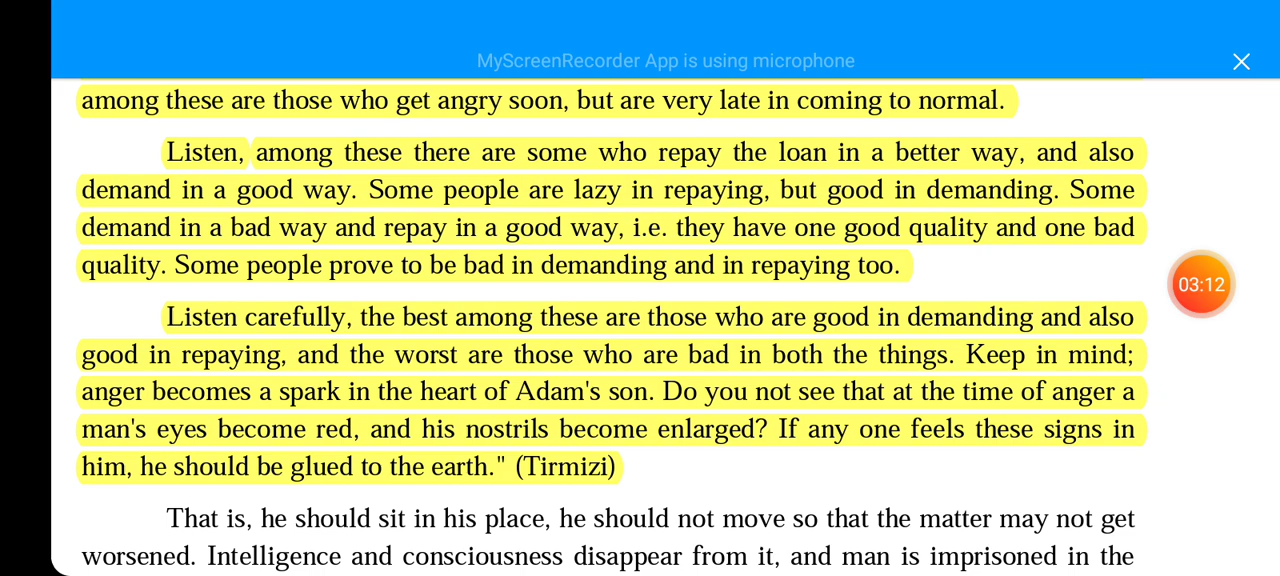 MyScreenRecorder App is using microphone
among these are those who get angry soon, but are very late in coming to normal.
Listen, among these there are some who repay the loan in a better way, and also
demand in a good way. Some people are lazy in repaying, but good in demanding. Some
demand in a bad way and repay in a good way, i.e. they have one good quality and one bad
quality. Some people prove to be bad in demanding and in repaying too.
03:12
Listen carefully, the best among these are those who are good in demanding and also
good in repaying, and the worst are those who are bad in both the things. Keep in mind;
anger becomes a spark in the heart of Adam's son. Do you not see that at the time of anger a
man's eyes become red, and his nostrils become enlarged? If any one feels these signs in
him, he should be glued to the earth." (Tirmizi)
That is, he should sit in his place, he should not move so that the matter may not get
worsened. Intelligence and consciousness disappear from it, and man is imprisoned in the